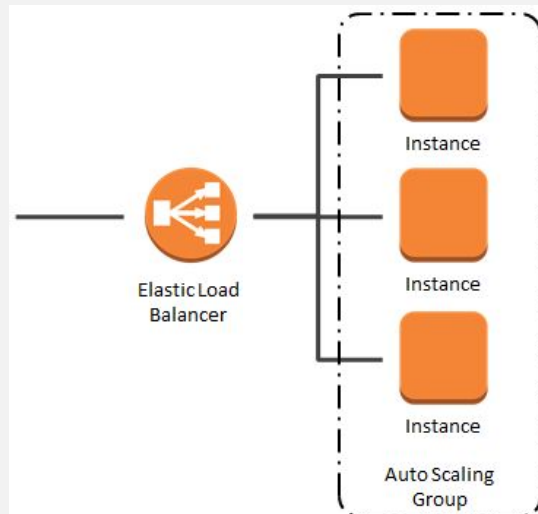 Instance
Instance
Elastic Load
Balancer
Instance
Auto Scaling
Group